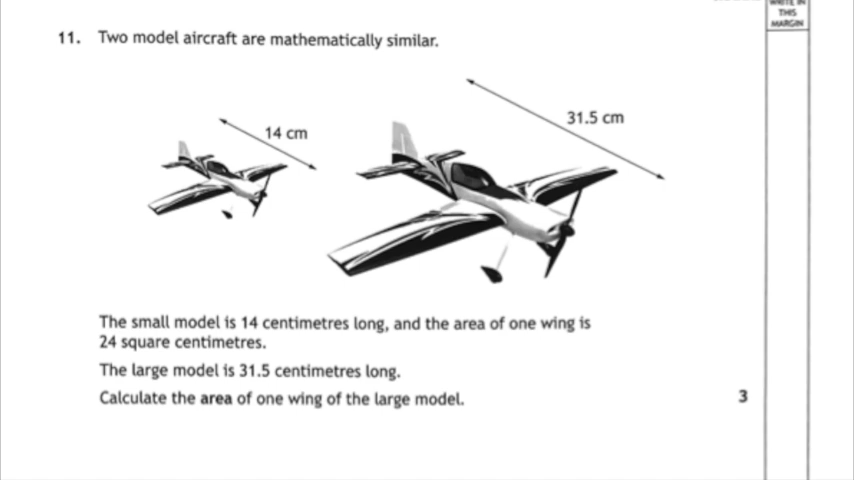 WRITE IN
THIS
MARGIN
11. Two model aircraft are mathematically similar.
14 cm
31.5 cm
The small model is 14 centimetres long, and the area of one wing is
24 square centimetres.
The large model is 31.5 centimetres long.
Calculate the area of one wing of the large model.
3